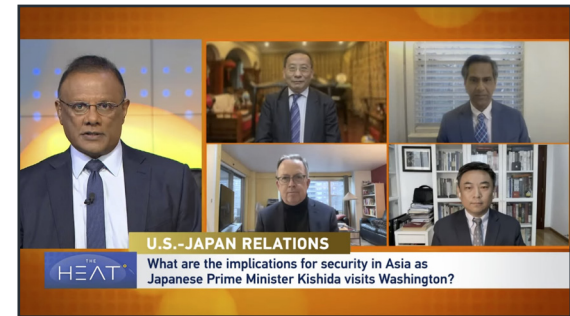 U.S.-JAPAN RELATIONS
THE
HEAT
What are the implications for security in Asia as
Japanese Prime Minister Kishida visits Washington?